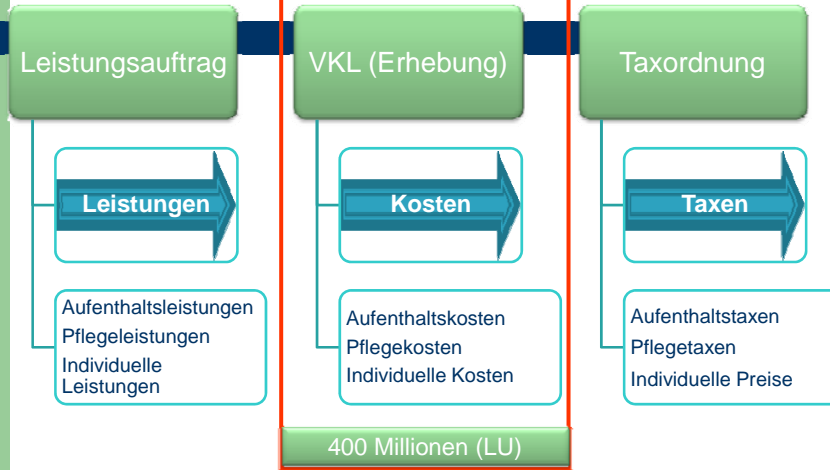 Leistungsauftrag
VKL (Erhebung)
Taxordnung
Leistungen
Kosten
Taxen
Aufenthaltsleistungen
Pflegeleistungen
Individuelle
Leistungen
Aufenthaltskosten
Pflegekosten
Individuelle Kosten
Aufenthaltstaxen
Pflegetaxen
Individuelle Preise
400 Millionen (LU)